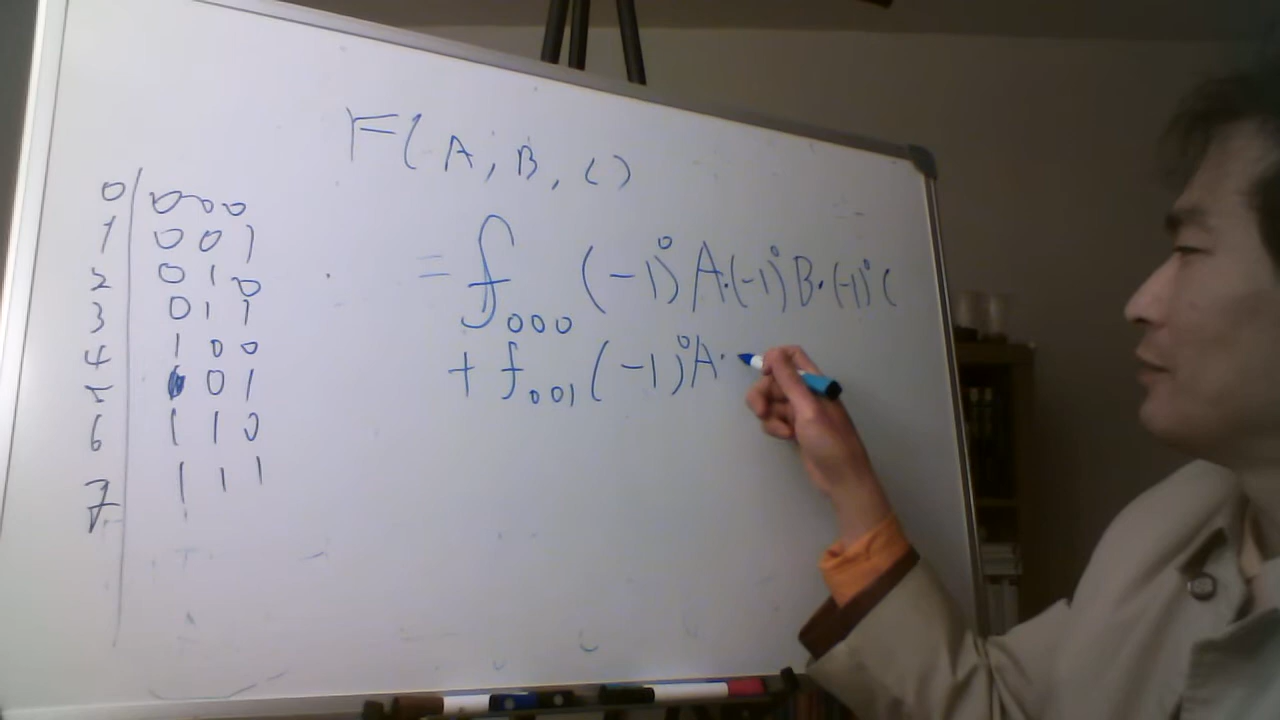 F(A, B, C)
0 | 000
1 | 001
2 | 010
3 | 011
4 | 100
5 | 101
6 | 110
7 | 111
= f₀₀₀ (-1)⁰A·(-1)⁰B·(-1)⁰C
+ f₀₀₁ (-1)⁰A·